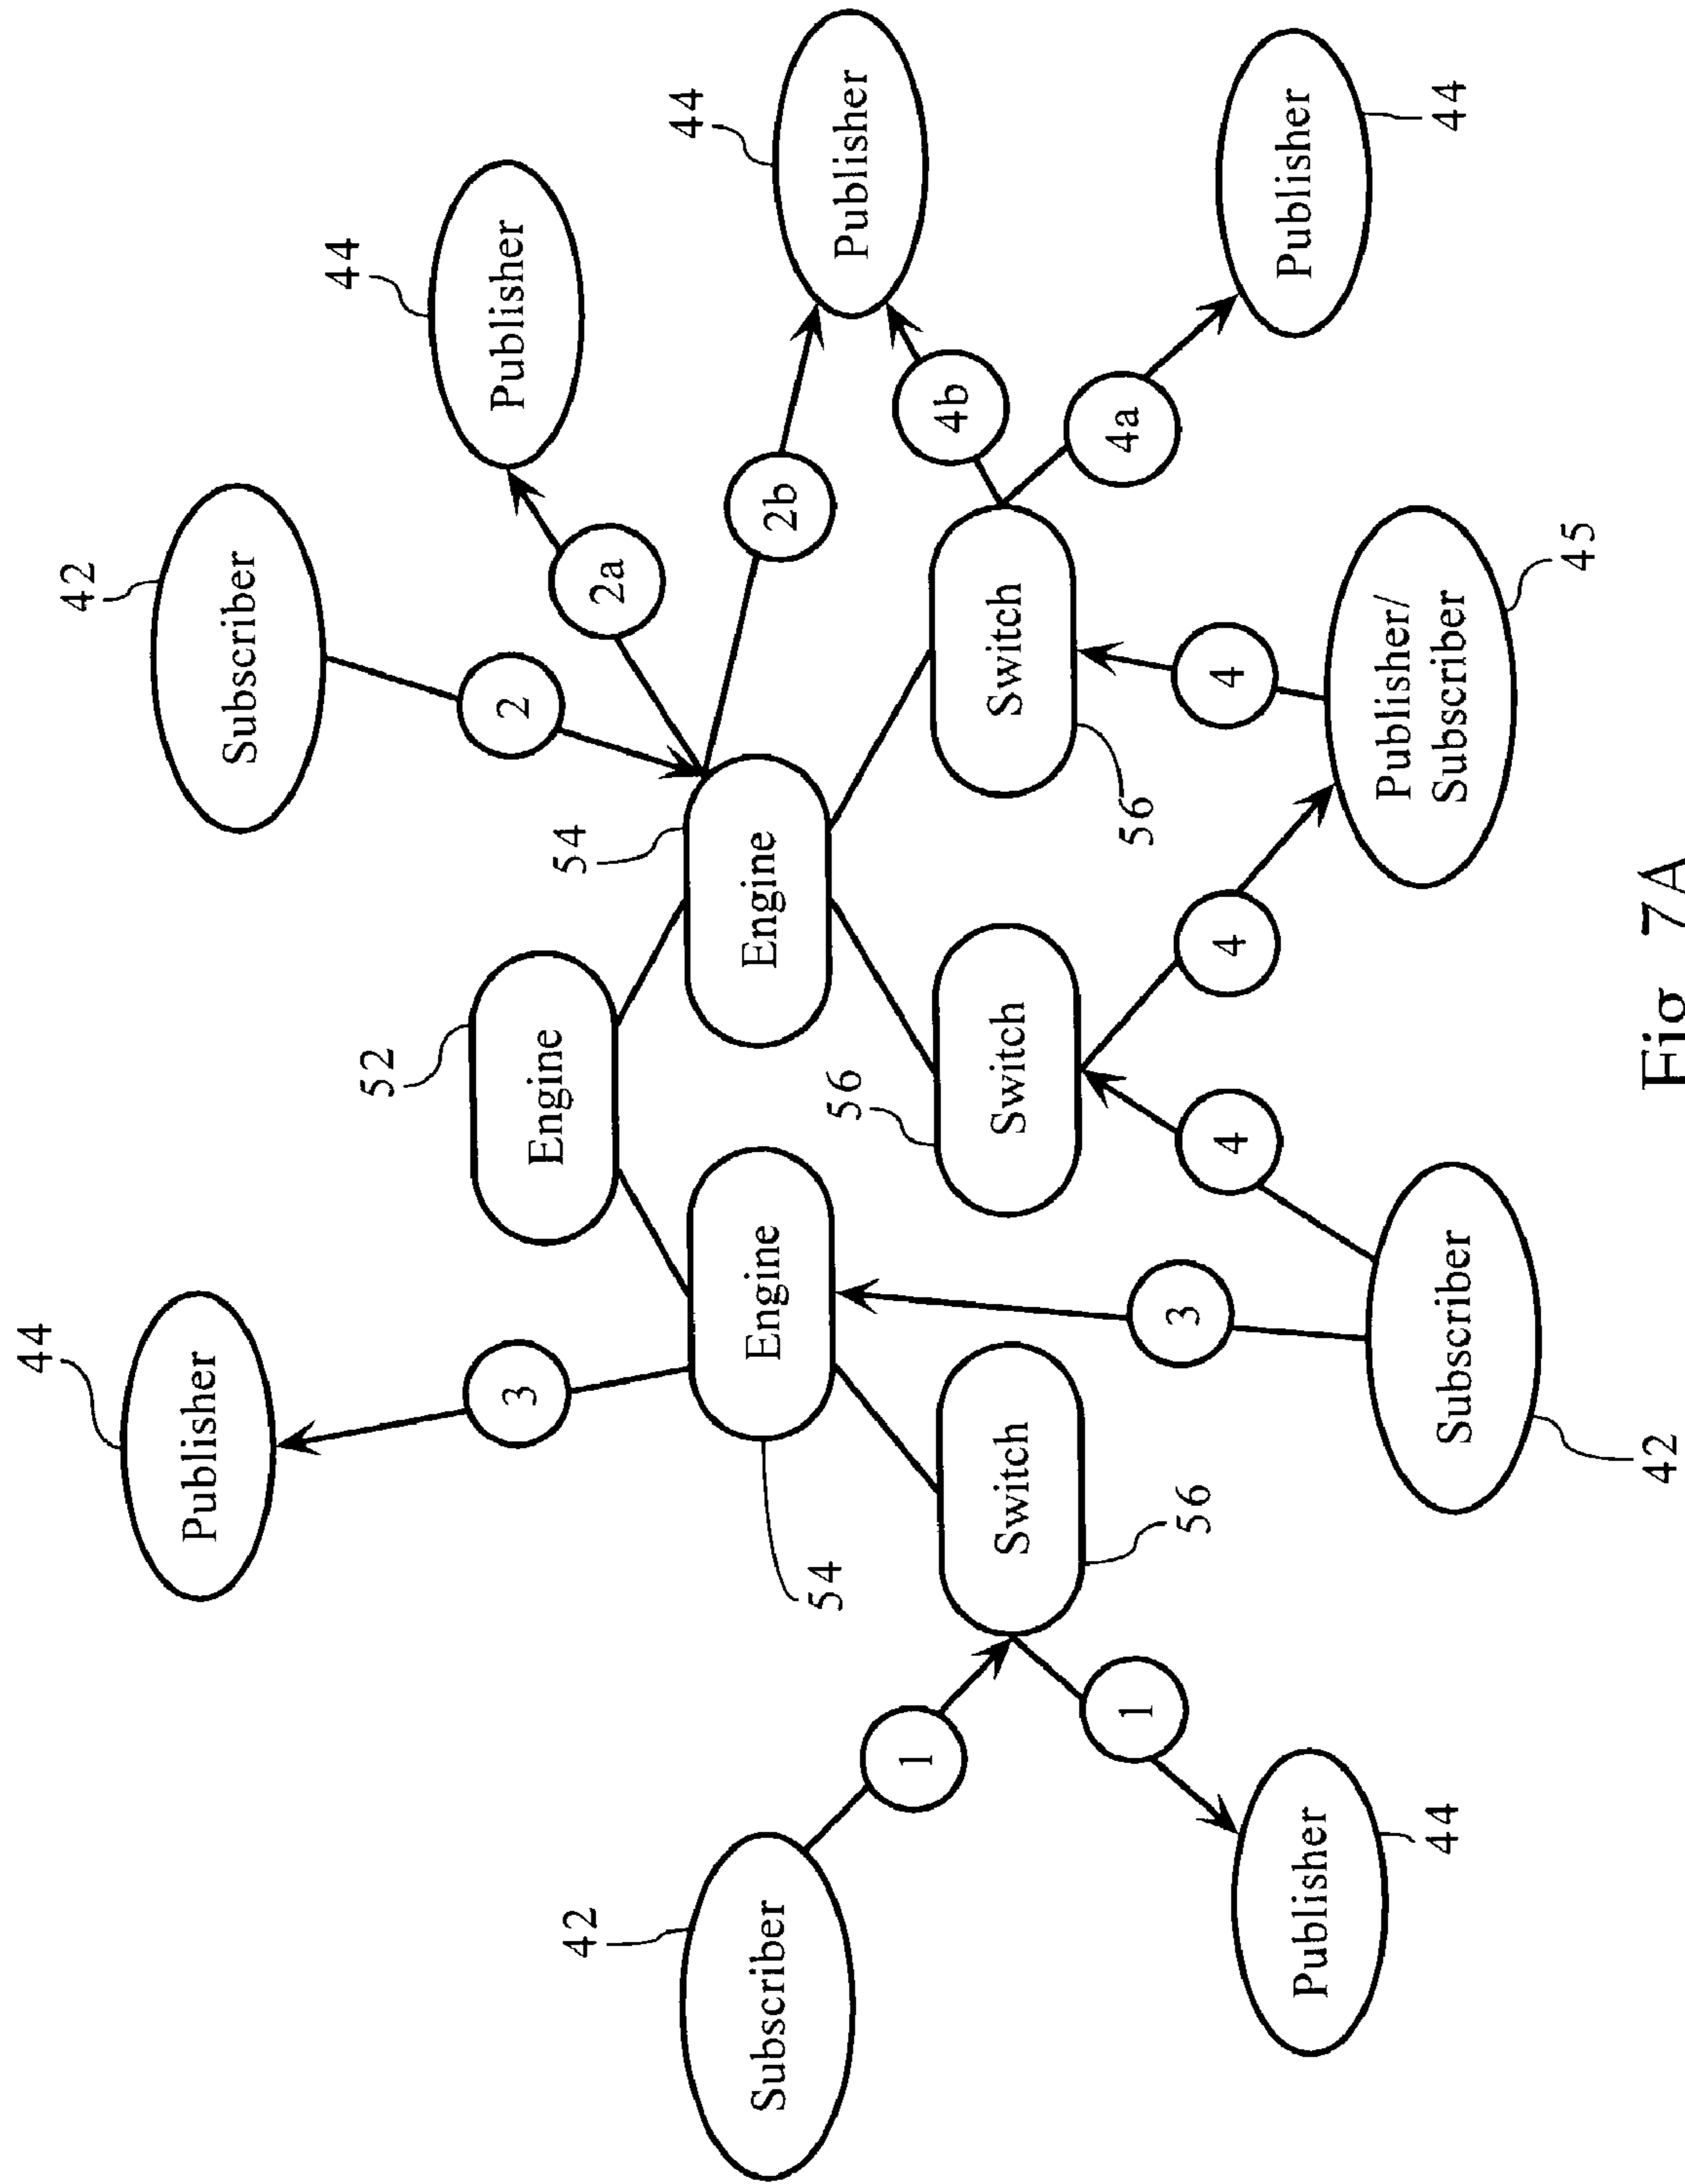 44
42
Publisher
Subscriber
44
52
Publisher
3
Engine
2
54
42
2a
44
Subscriber
Engine
Engine
2b
54
56
Publisher
1
4b
Switch
Switch
Switch
4a
1
56
3
56
4
4
4
Publisher
Publisher
Publisher/
Subscriber
44
44
Subscriber
45
42
Fig. 7A